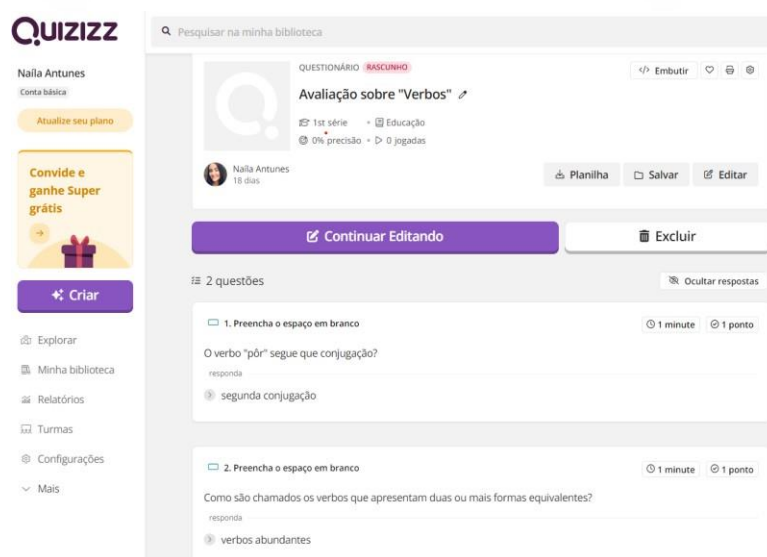 QUIZIZZ
Pesquisar na minha biblioteca
Naíla Antunes
Conta básica
Atualize seu plano
Convide e
ganhe Super
grátis
Criar
Explorar
Minha biblioteca
Relatórios
Turmas
Configurações
Mais
QUESTIONÁRIO RASCUNHO
</> Embutir
Avaliação sobre "Verbos"
1st série • Educação
0% precisão • 0 jogadas
Naíla Antunes
18 dias
Planilha Salvar Editar
Continuar Editando Excluir
2 questões Ocultar respostas
1. Preencha o espaço em branco 1 minute 1 ponto
O verbo "pôr" segue que conjugação?
responda
segunda conjugação
2. Preencha o espaço em branco 1 minute 1 ponto
Como são chamados os verbos que apresentam duas ou mais formas equivalentes?
responda
verbos abundantes